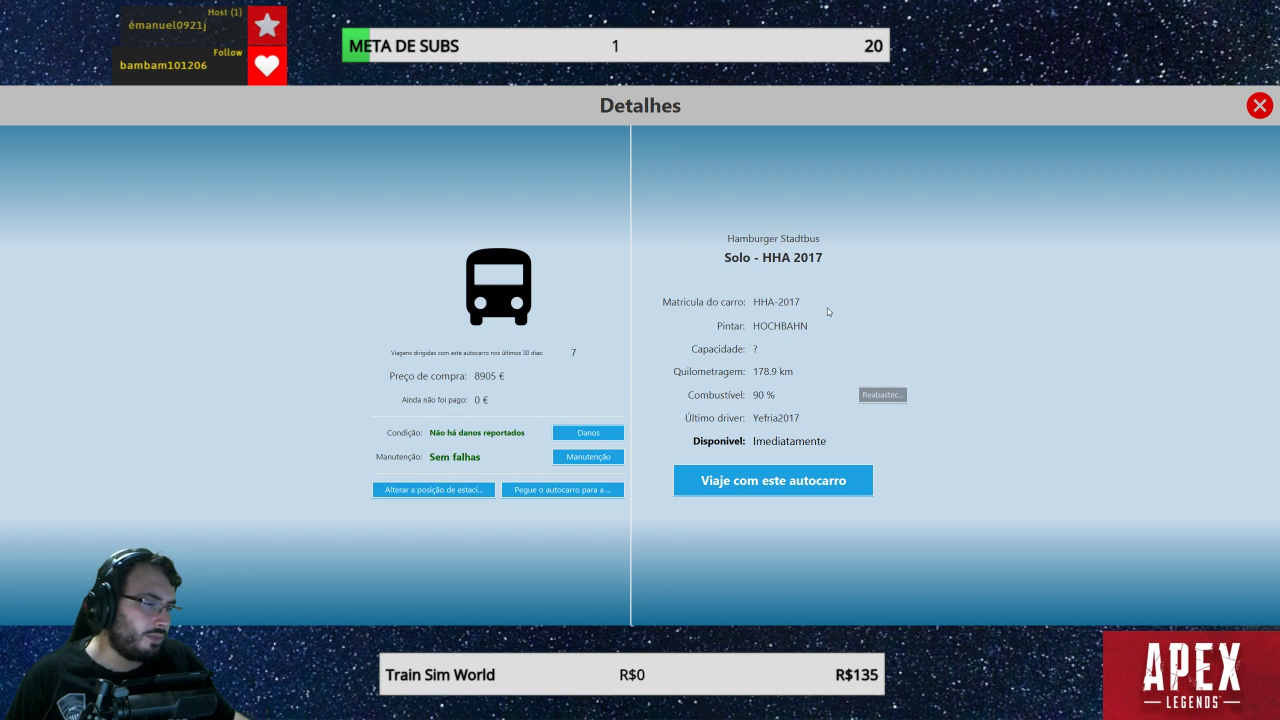 Host (1)
êmanuel0921j
Follow
bambam101206
META DE SUBS 1 20
Detalhes
Viagens dirigidas com este autocarro nos últimos 30 dias: 7
Preço de compra: 8905 €
Ainda não foi pago: 0 €
Condição: Não há danos reportados Danos
Manutenção: Sem falhas Manutenção
Alterar a posição de estaci... Pegue o autocarro para a ...
Hamburger Stadtbus
Solo - HHA 2017
Matricula do carro: HHA-2017
Pintar: HOCHBAHN
Capacidade: ?
Quilometragem: 178.9 km
Combustível: 90 % Reabastec...
Último driver: Yefria2017
Disponivel: Imediatamente
Viaje com este autocarro
Train Sim World R$0 R$135
APEX
LEGENDS